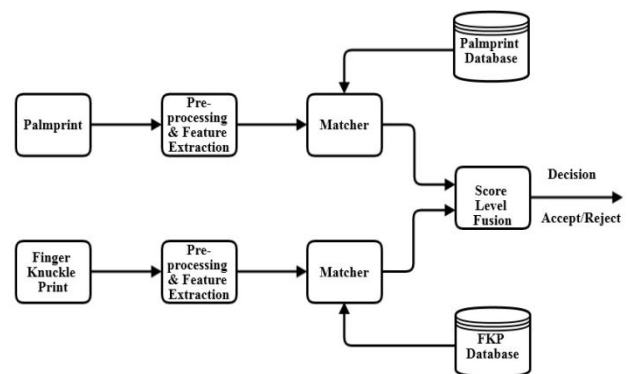 Palmprint
Database
Palmprint
Pre-
processing
& Feature
Extraction
Matcher
Score
Level
Fusion
Decision
Accept/Reject
Finger
Knuckle
Print
Pre-
processing
& Feature
Extraction
Matcher
FKP
Database